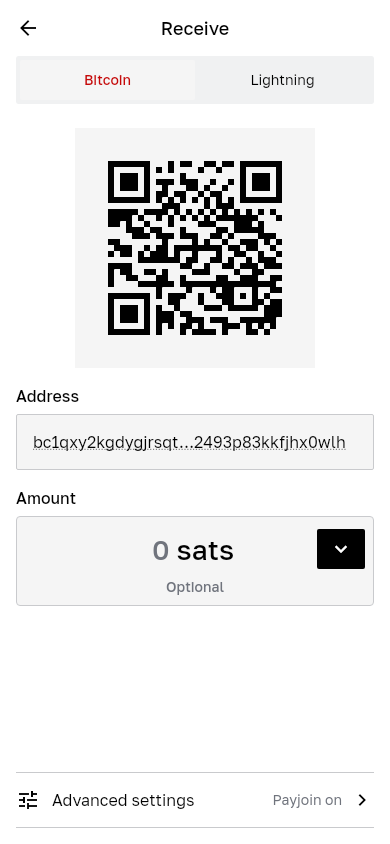 Receive
Bitcoin
Lightning
Address
bc1qxy2kgdygjrsqt...2493p83kkfjhx0wlh
Amount
0 sats
Optional
Advanced settings
Payjoin on